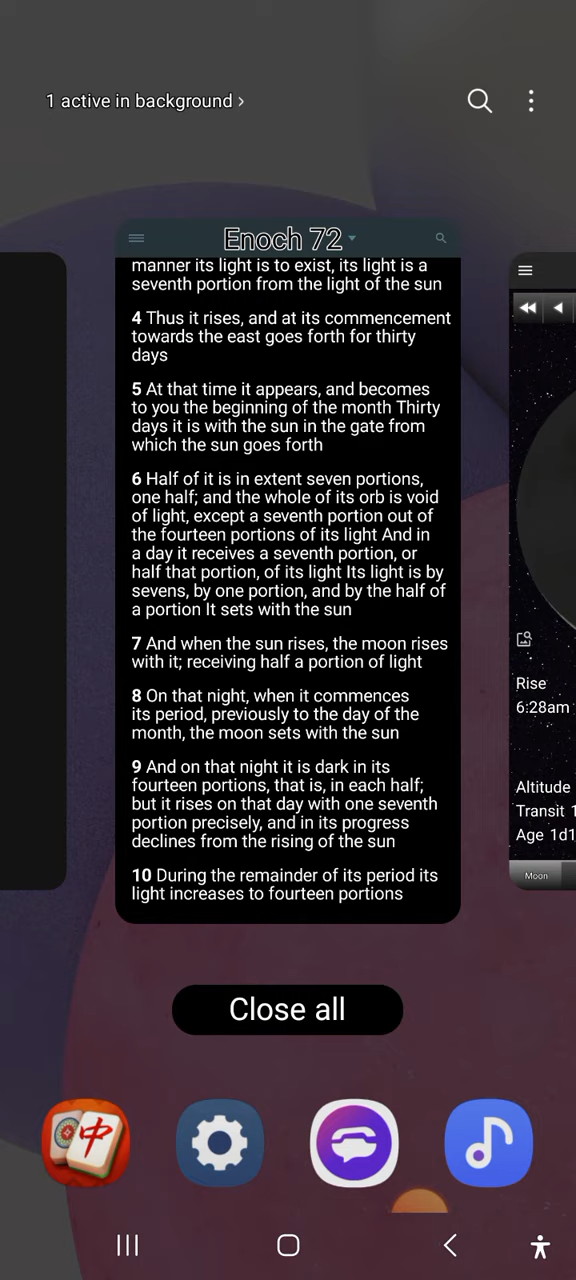 1 active in background ›
Enoch 72
manner its light is to exist, its light is a
seventh portion from the light of the sun
4 Thus it rises, and at its commencement
towards the east goes forth for thirty
days
5 At that time it appears, and becomes
to you the beginning of the month Thirty
days it is with the sun in the gate from
which the sun goes forth
6 Half of it is in extent seven portions,
one half; and the whole of its orb is void
of light, except a seventh portion out of
the fourteen portions of its light And in
a day it receives a seventh portion, or
half that portion, of its light Its light is by
sevens, by one portion, and by the half of
a portion It sets with the sun
7 And when the sun rises, the moon rises
with it; receiving half a portion of light
8 On that night, when it commences
its period, previously to the day of the
month, the moon sets with the sun
9 And on that night it is dark in its
fourteen portions, that is, in each half;
but it rises on that day with one seventh
portion precisely, and in its progress
declines from the rising of the sun
10 During the remainder of its period its
light increases to fourteen portions
Rise
6:28am
Altitude
Transit 1
Age 1d1
Moon
Close all
中